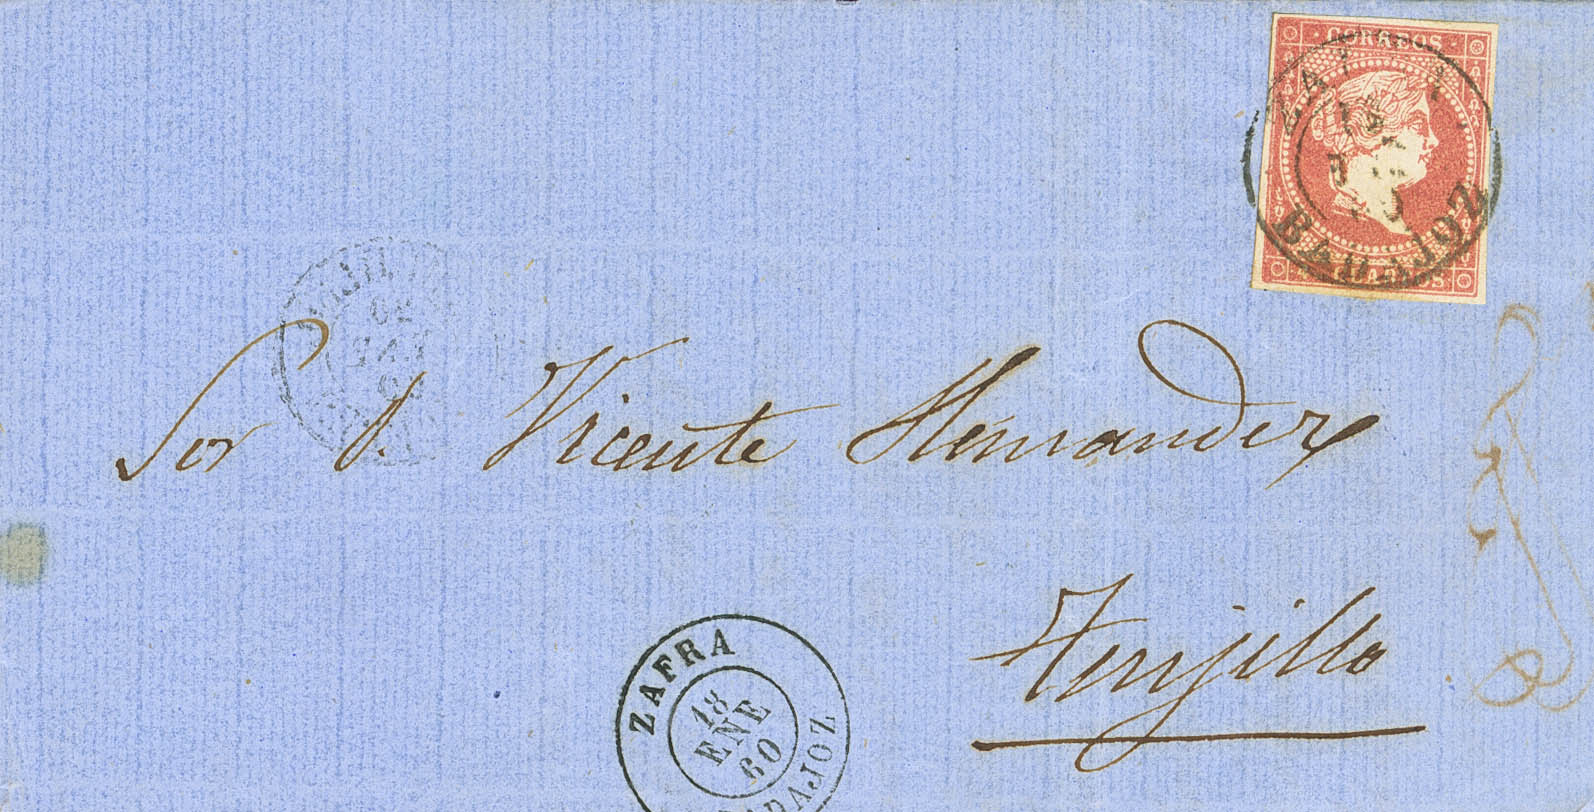 CORREOS
BADAJOZ
Sor d. Vicente Hernandez
Trujillo
ZAFRA
18
ENE
60
BADAJOZ